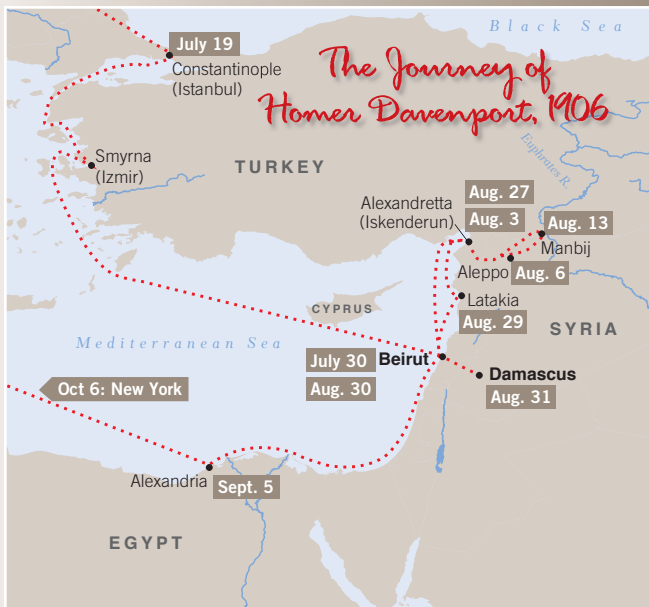 Black Sea
July 19
Constantinople
(Istanbul)
The Journey of
Homer Davenport, 1906
Smyrna
(Izmir)
TURKEY
Euphrates R.
Alexandretta
(Iskenderun)
Aug. 27
Aug. 3
Aug. 13
Manbij
Aleppo
Aug. 6
CYPRUS
Latakia
Aug. 29
SYRIA
Mediterranean Sea
July 30
Beirut
Aug. 30
Damascus
Aug. 31
Oct 6: New York
Alexandria
Sept. 5
EGYPT